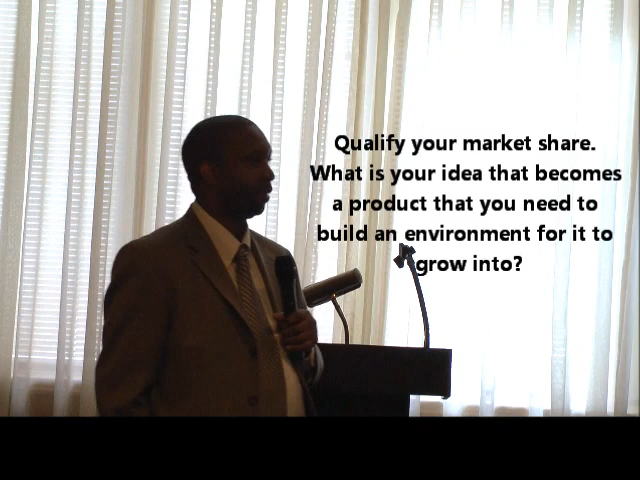 Qualify your market share.
What is your idea that becomes
a product that you need to
build an environment for it to
grow into?